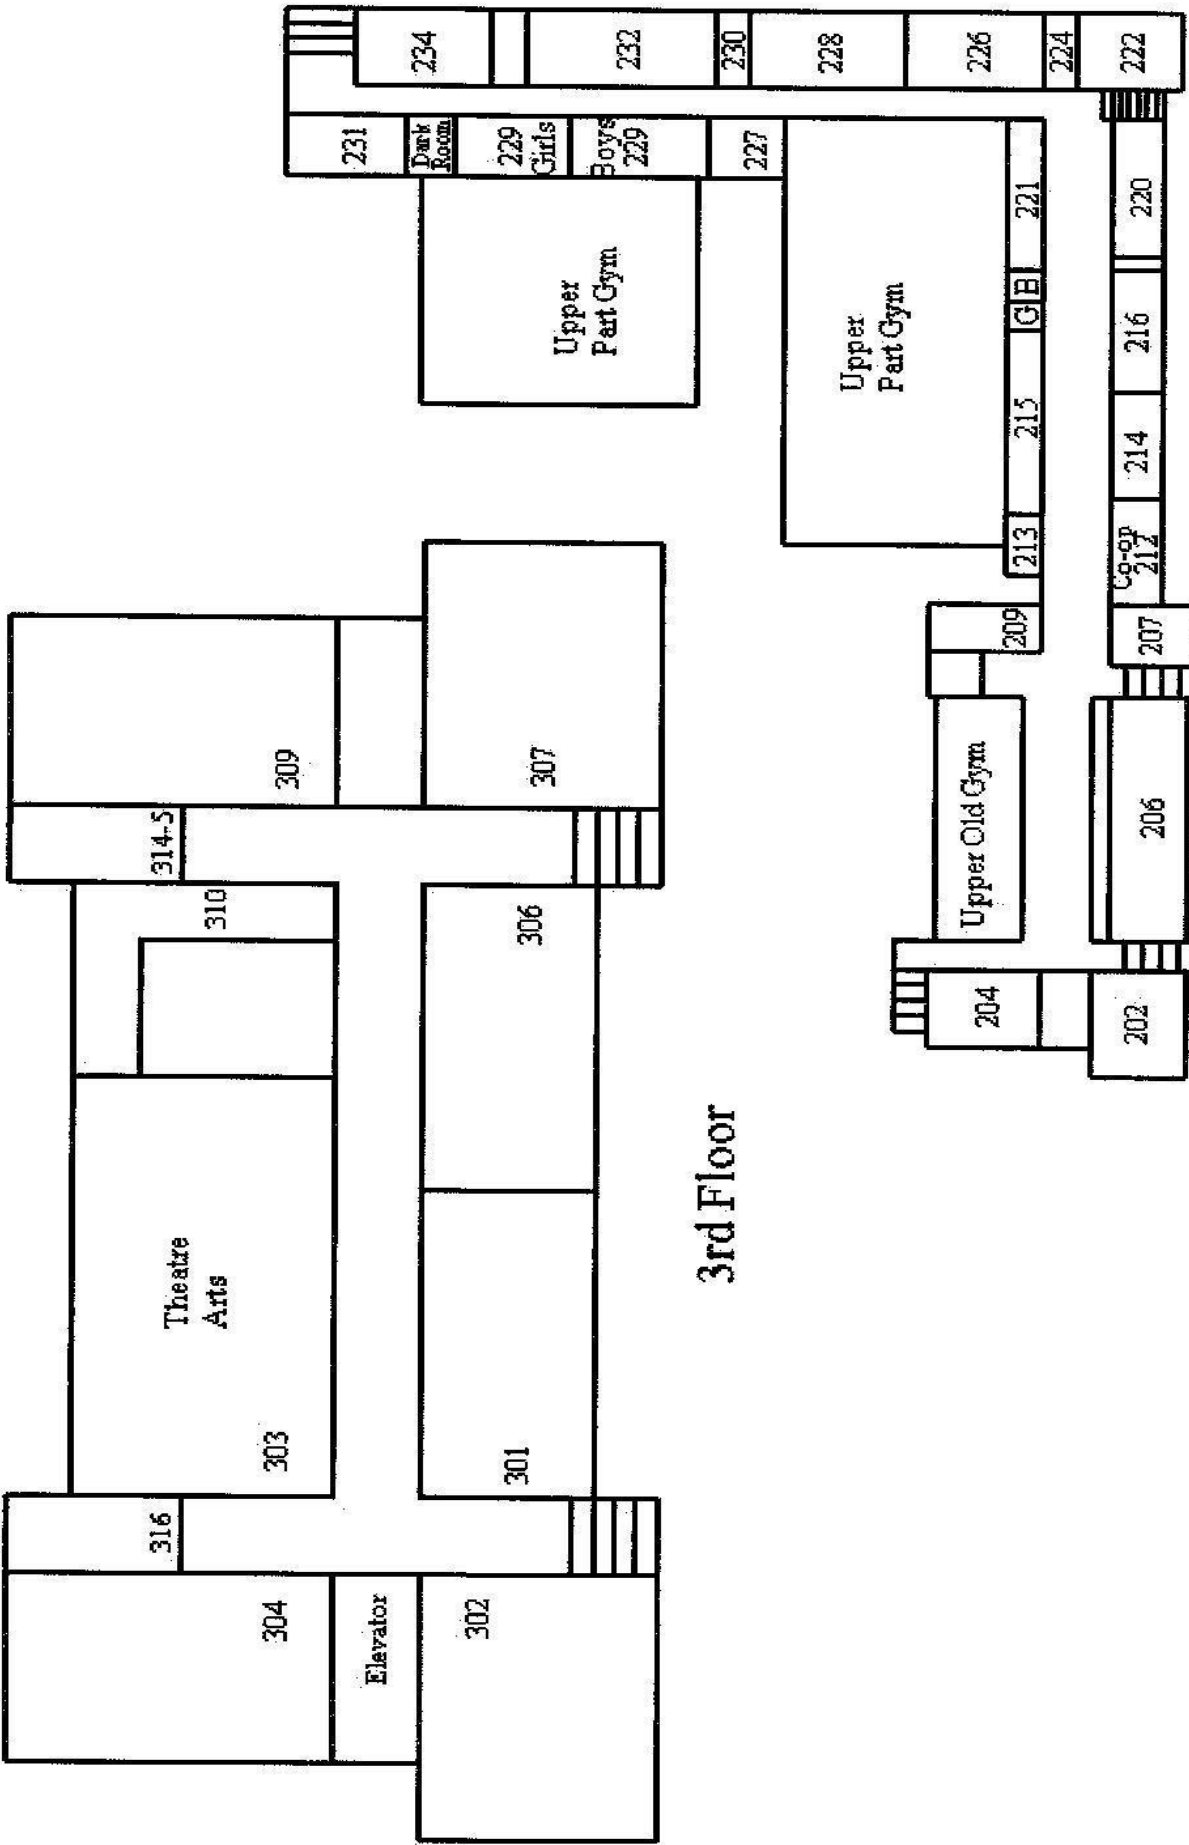 304
316
Elevator
302
303
Theatre
Arts
301
310
314-S
306
309
307
3rd Floor
231
Dark
Room
229
Girls
Boys
229
227
234
232
230
228
226
224
222
Upper
Part Gym
Upper
Part Gym
204
202
Upper Old Gym
206
209
207
213
215
G
B
221
Co-op
212
214
216
220